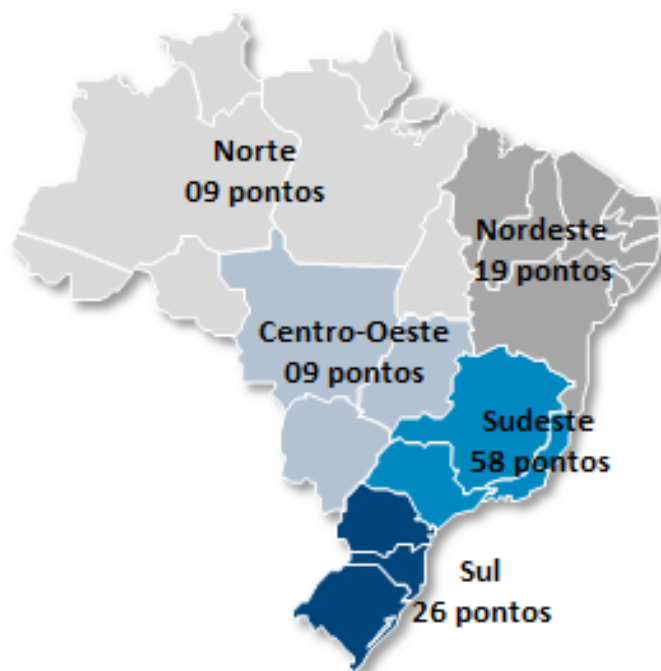 Norte
09 pontos
Nordeste
19 pontos
Centro-Oeste
09 pontos
Sudeste
58 pontos
Sul
26 pontos